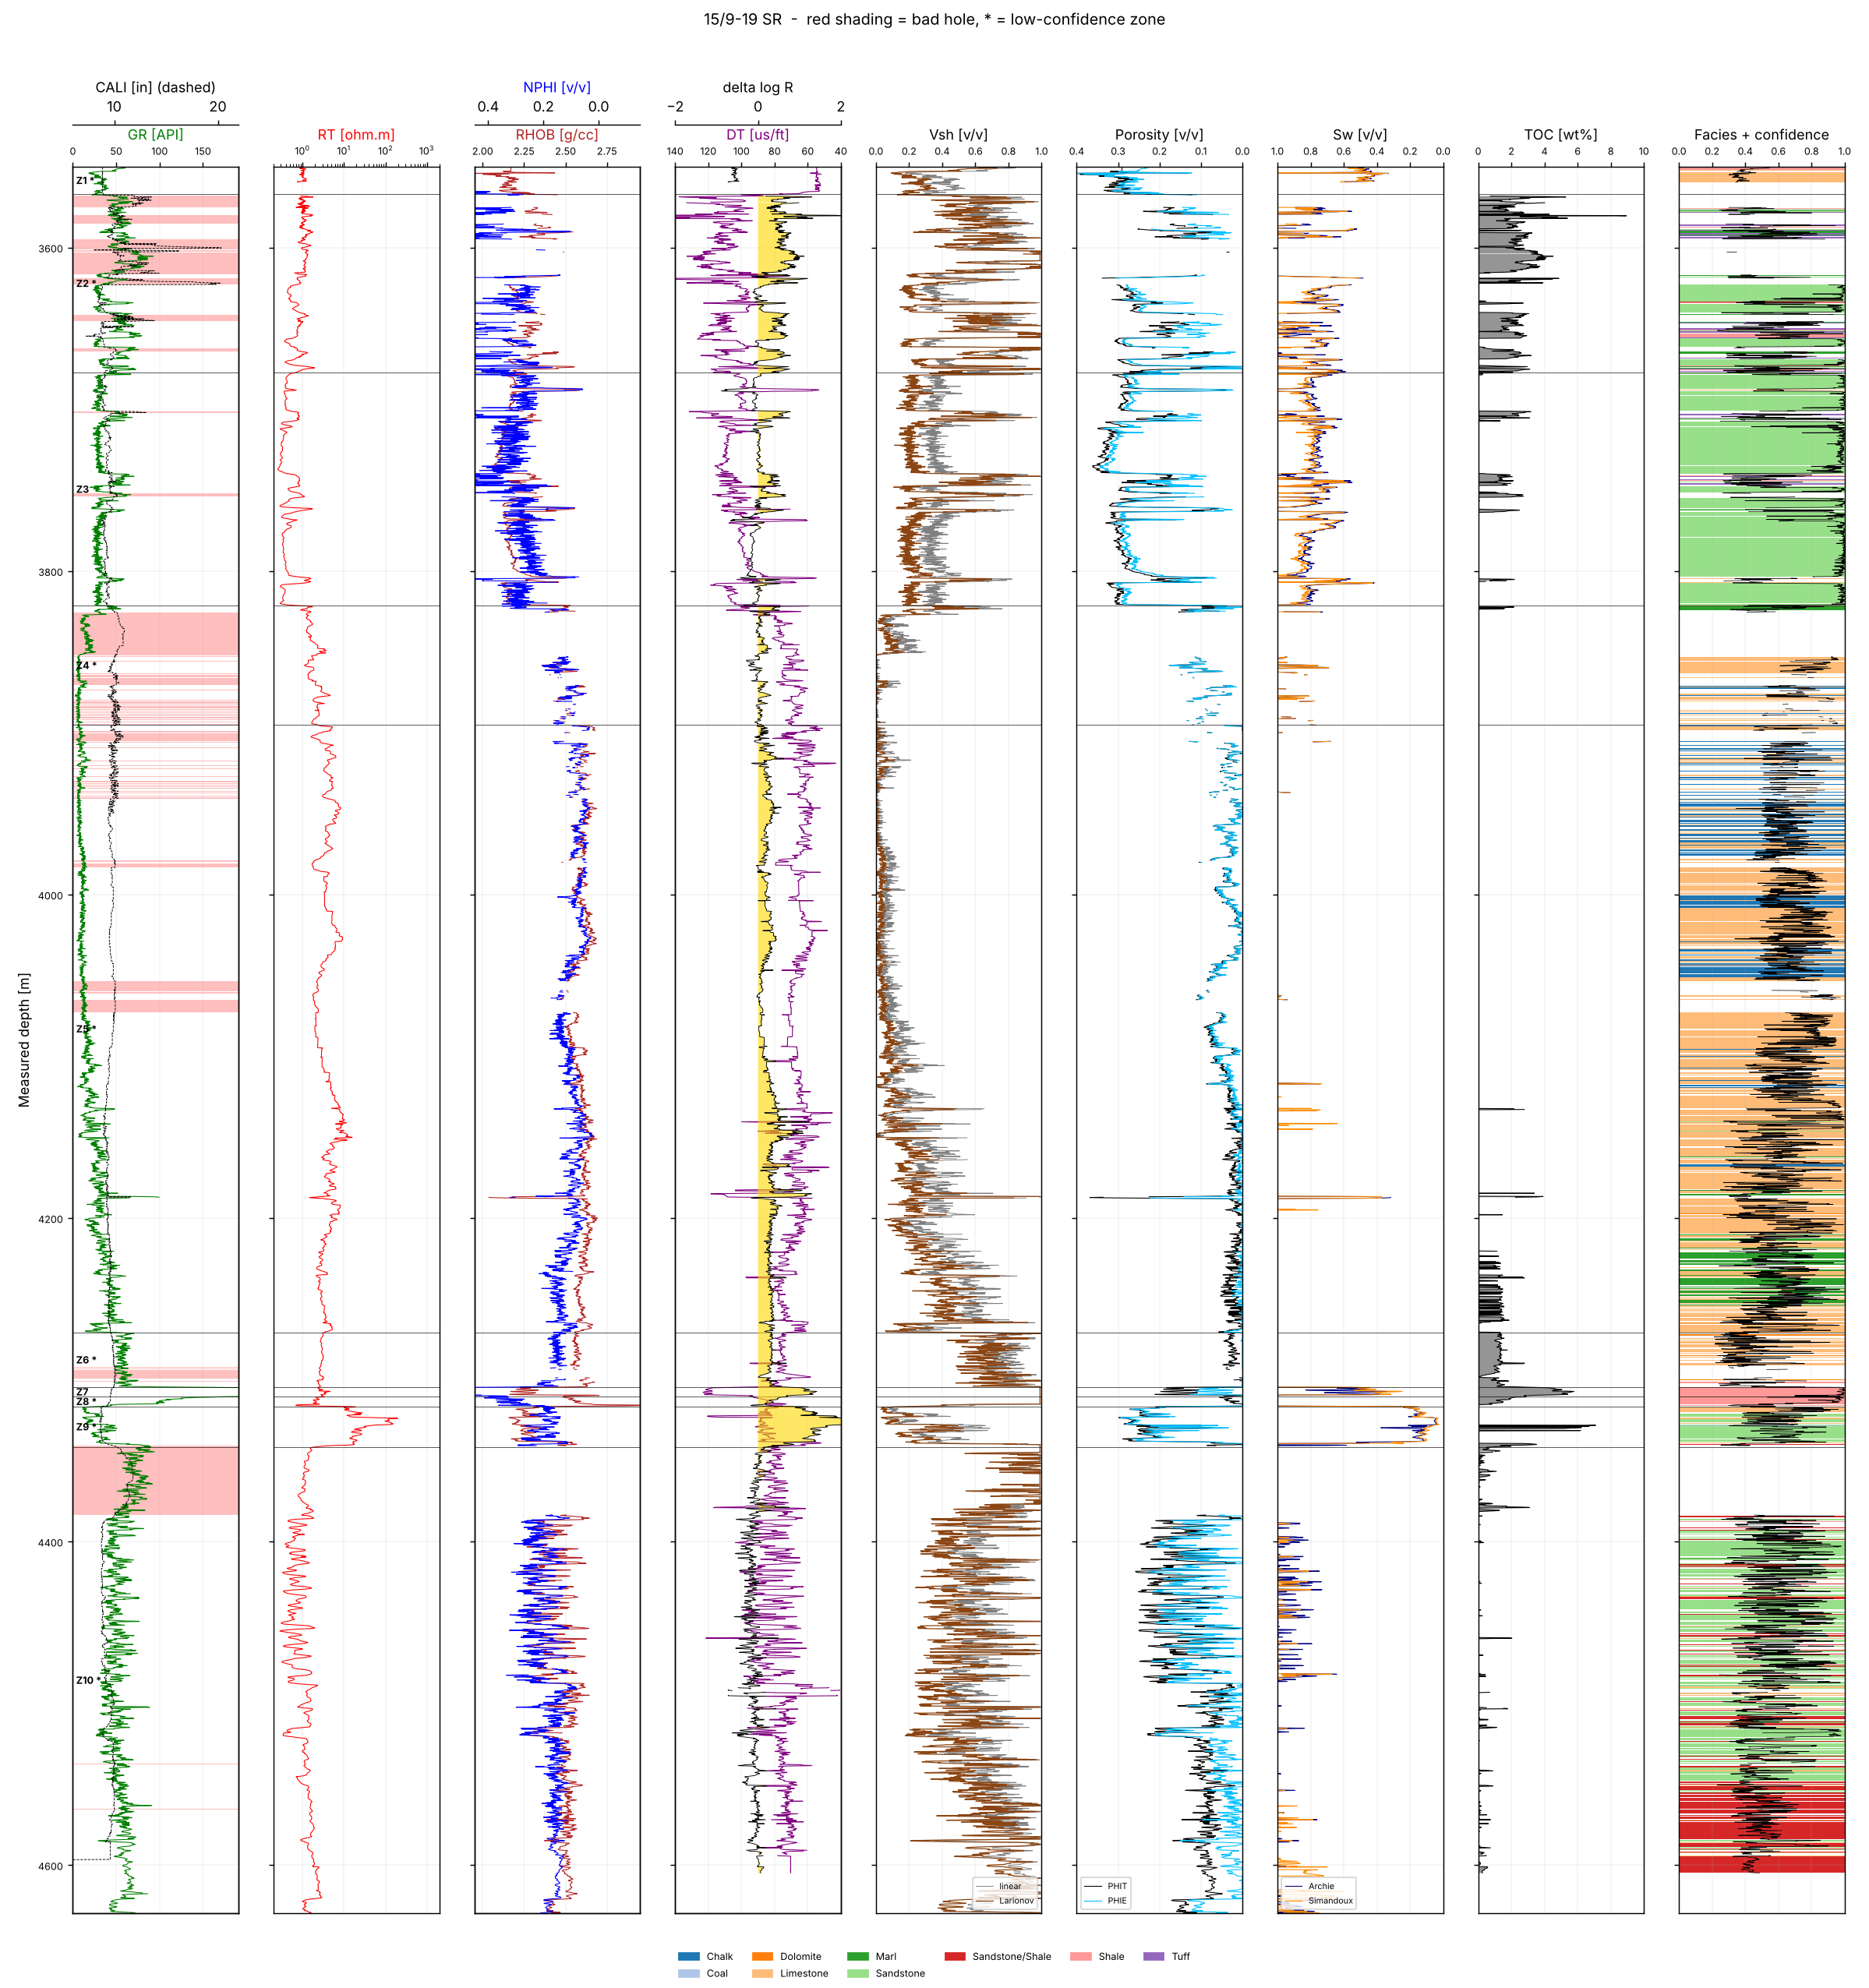 15/9-19 SR - red shading = bad hole, * = low-confidence zone
CALI [in] (dashed)
10 20
GR [API]
0 50 100 150
RT [ohm.m]
10⁰ 10¹ 10² 10³
NPHI [v/v]
0.4 0.2 0.0
RHOB [g/cc]
2.00 2.25 2.50 2.75
delta log R
−2 0 2
DT [us/ft]
140 120 100 80 60 40
Vsh [v/v]
0.0 0.2 0.4 0.6 0.8 1.0
Porosity [v/v]
0.4 0.3 0.2 0.1 0.0
Sw [v/v]
1.0 0.8 0.6 0.4 0.2 0.0
TOC [wt%]
0 2 4 6 8 10
Facies + confidence
0.0 0.2 0.4 0.6 0.8 1.0
Measured depth [m]
3600
3800
4000
4200
4400
4600
Z1 *
Z2 *
Z3
Z4 *
Z5 *
Z6 *
Z7
Z8 *
Z9 *
Z10 *
linear
Larionov
PHIT
PHIE
Archie
Simandoux
Chalk
Coal
Dolomite
Limestone
Marl
Sandstone
Sandstone/Shale
Shale
Tuff